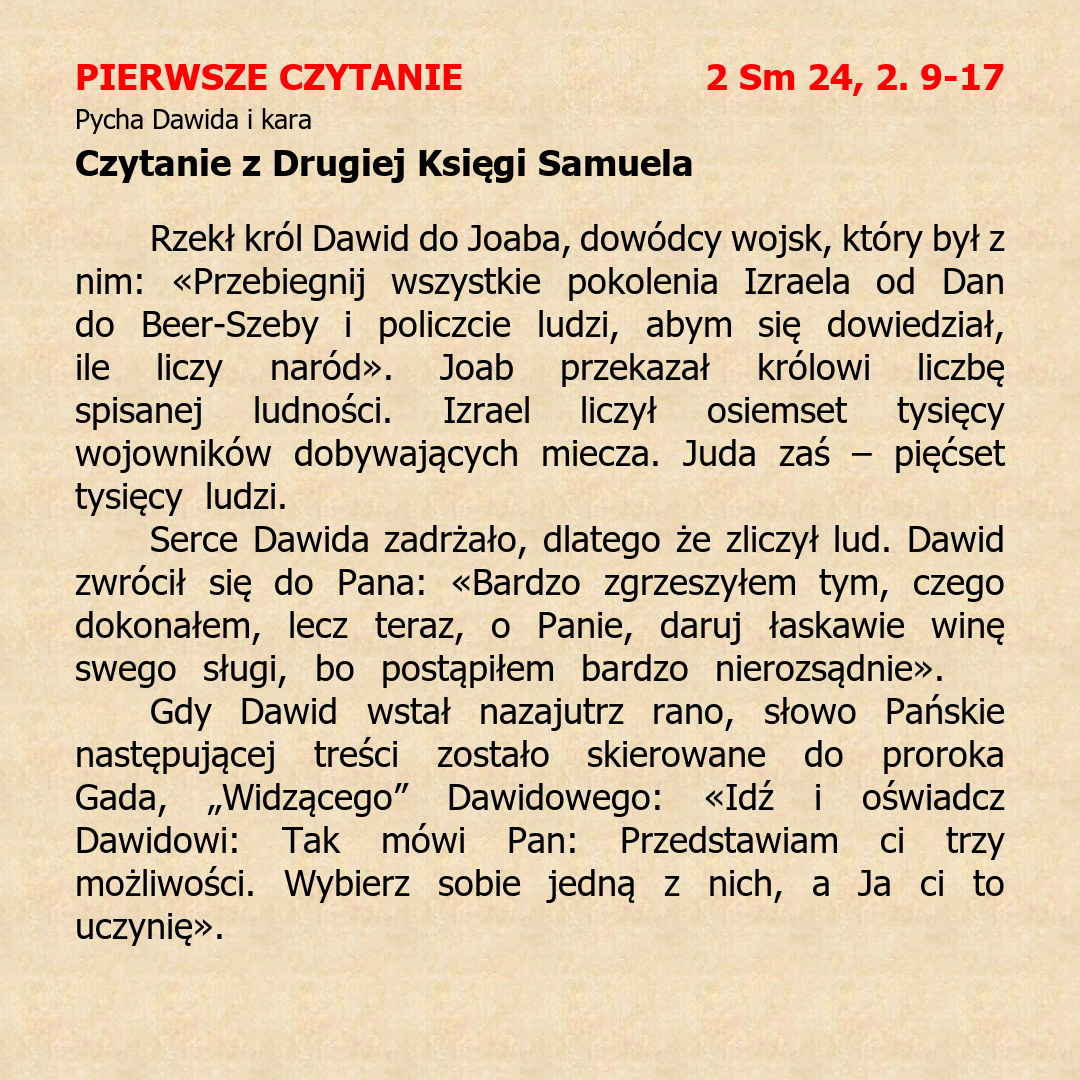 PIERWSZE CZYTANIE 2 Sm 24, 2. 9-17
Pycha Dawida i kara
Czytanie z Drugiej Księgi Samuela
Rzekł król Dawid do Joaba, dowódcy wojsk, który był z
nim: «Przebiegnij wszystkie pokolenia Izraela od Dan
do Beer-Szeby i policzcie ludzi, abym się dowiedział,
ile liczy naród». Joab przekazał królowi liczbę
spisanej ludności. Izrael liczył osiemset tysięcy
wojowników dobywających miecza. Juda zaś – pięćset
tysięcy ludzi.
Serce Dawida zadrżało, dlatego że zliczył lud. Dawid
zwrócił się do Pana: «Bardzo zgrzeszyłem tym, czego
dokonałem, lecz teraz, o Panie, daruj łaskawie winę
swego sługi, bo postąpiłem bardzo nierozsądnie».
Gdy Dawid wstał nazajutrz rano, słowo Pańskie
następującej treści zostało skierowane do proroka
Gada, „Widzącego” Dawidowego: «Idź i oświadcz
Dawidowi: Tak mówi Pan: Przedstawiam ci trzy
możliwości. Wybierz sobie jedną z nich, a Ja ci to
uczynię».